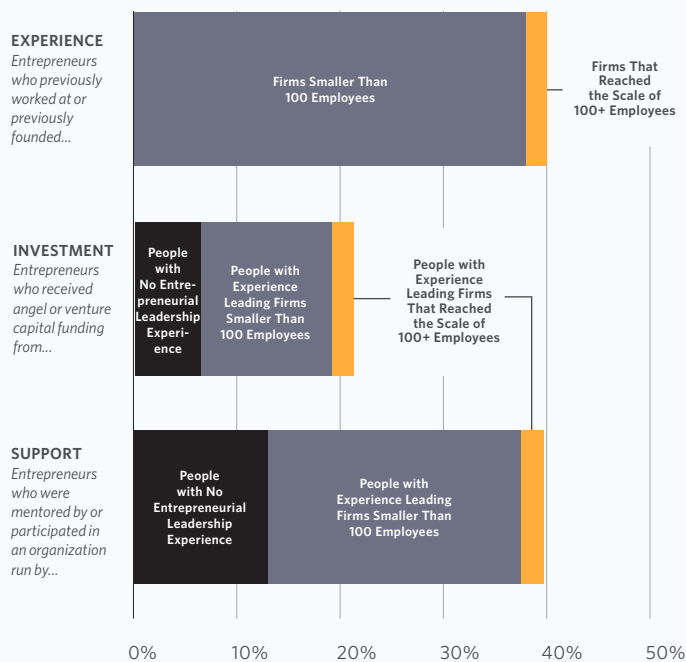 EXPERIENCE
Entrepreneurs
who previously
worked at or
previously
founded...
Firms Smaller Than
100 Employees
Firms That
Reached
the Scale of
100+ Employees
INVESTMENT
Entrepreneurs
who received
angel or venture
capital funding
from...
People
with
No Entre-
preneurial
Leadership
Experi-
ence
People with
Experience
Leading Firms
Smaller Than
100 Employees
People with
Experience
Leading Firms
That Reached
the Scale of
100+ Employees
SUPPORT
Entrepreneurs
who were
mentored by or
participated in
an organization
run by...
People
with No
Entrepreneurial
Leadership
Experience
People with
Experience Leading
Firms Smaller Than
100 Employees
0% 10% 20% 30% 40% 50%